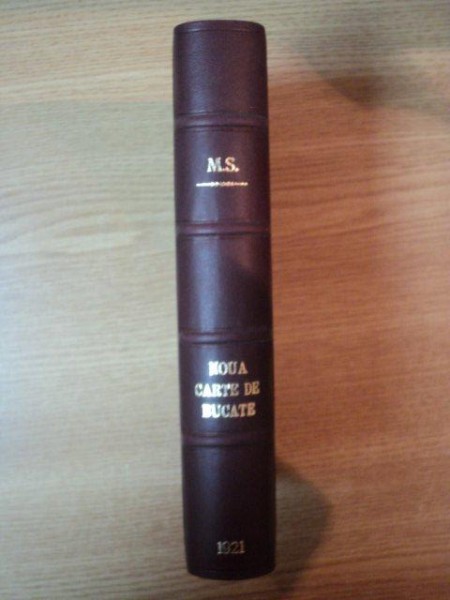 M.S.
NOUA
CARTE DE
BUCATE
1921